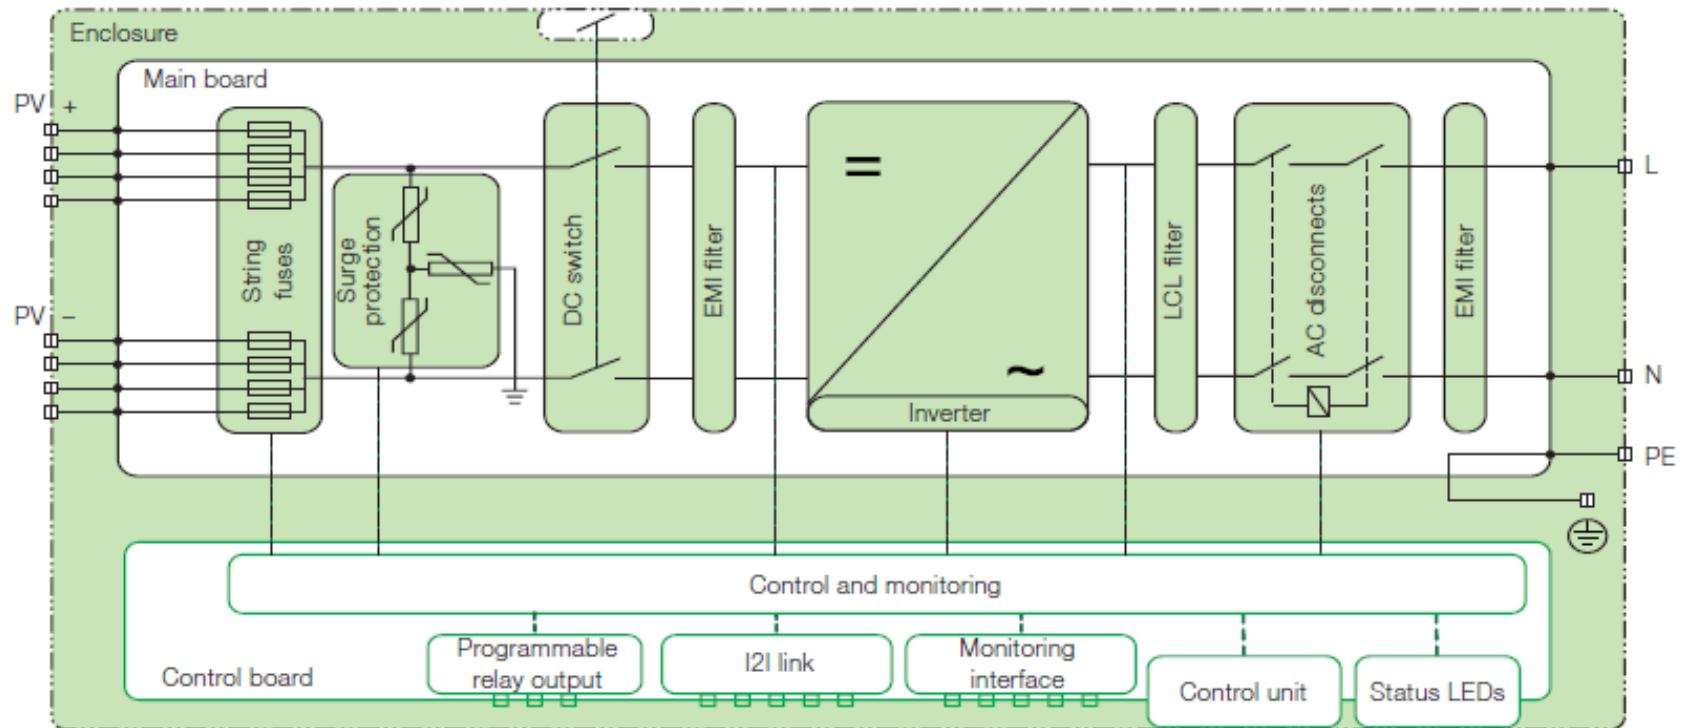 Enclosure
Main board
PV +
PV −
String
fuses
Surge
protection
DC switch
EMI filter
=
~
Inverter
LCL filter
AC disconnects
EMI filter
L
N
PE
Control and monitoring
Programmable
relay output
I2I link
Monitoring
interface
Control unit
Status LEDs
Control board